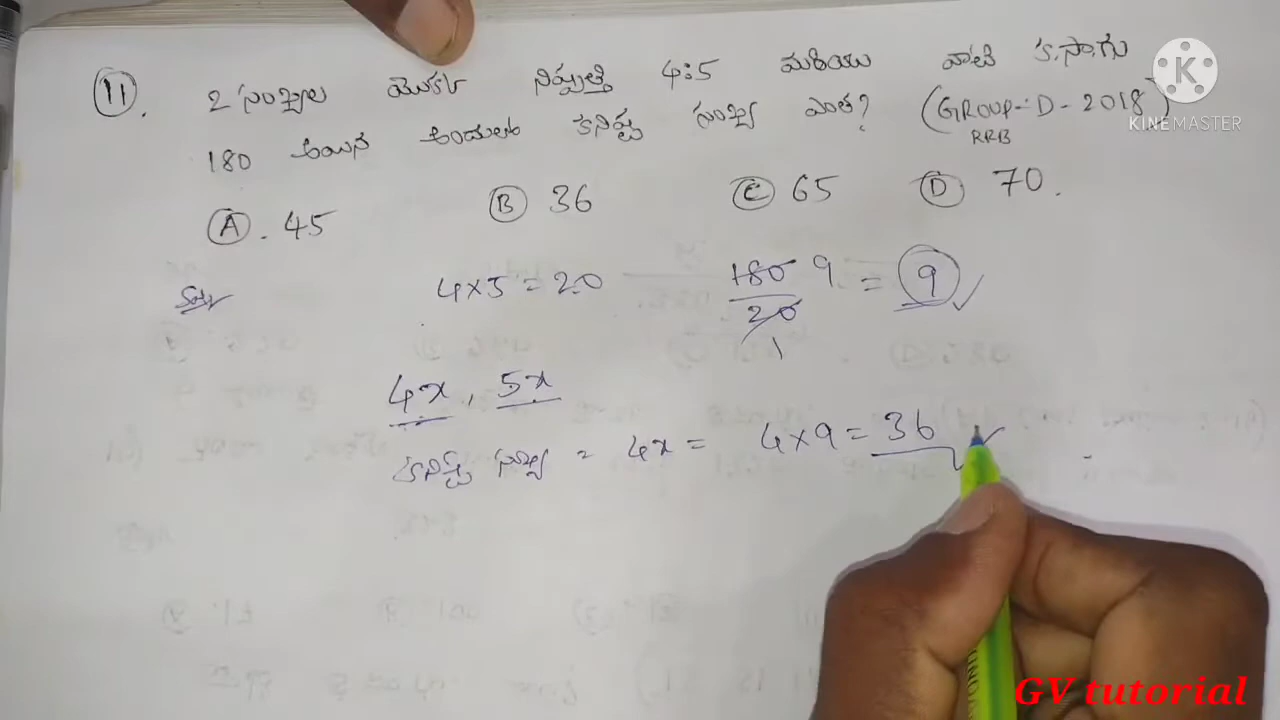 11. 2 సంఖ్యల యొక్క నిష్పత్తి 4:5 మరియు వాటి క.సా.గు
180 అయిన అందులో కనిష్ట సంఖ్య ఎంత? (GROUP-D-2018)
RRB
A. 45 B 36 C 65 D 70.
4×5=20 180/20 9 1 = 9
4x, 5x
కనిష్ట సంఖ్య = 4x = 4×9=36
KINEMASTER
GV tutorial